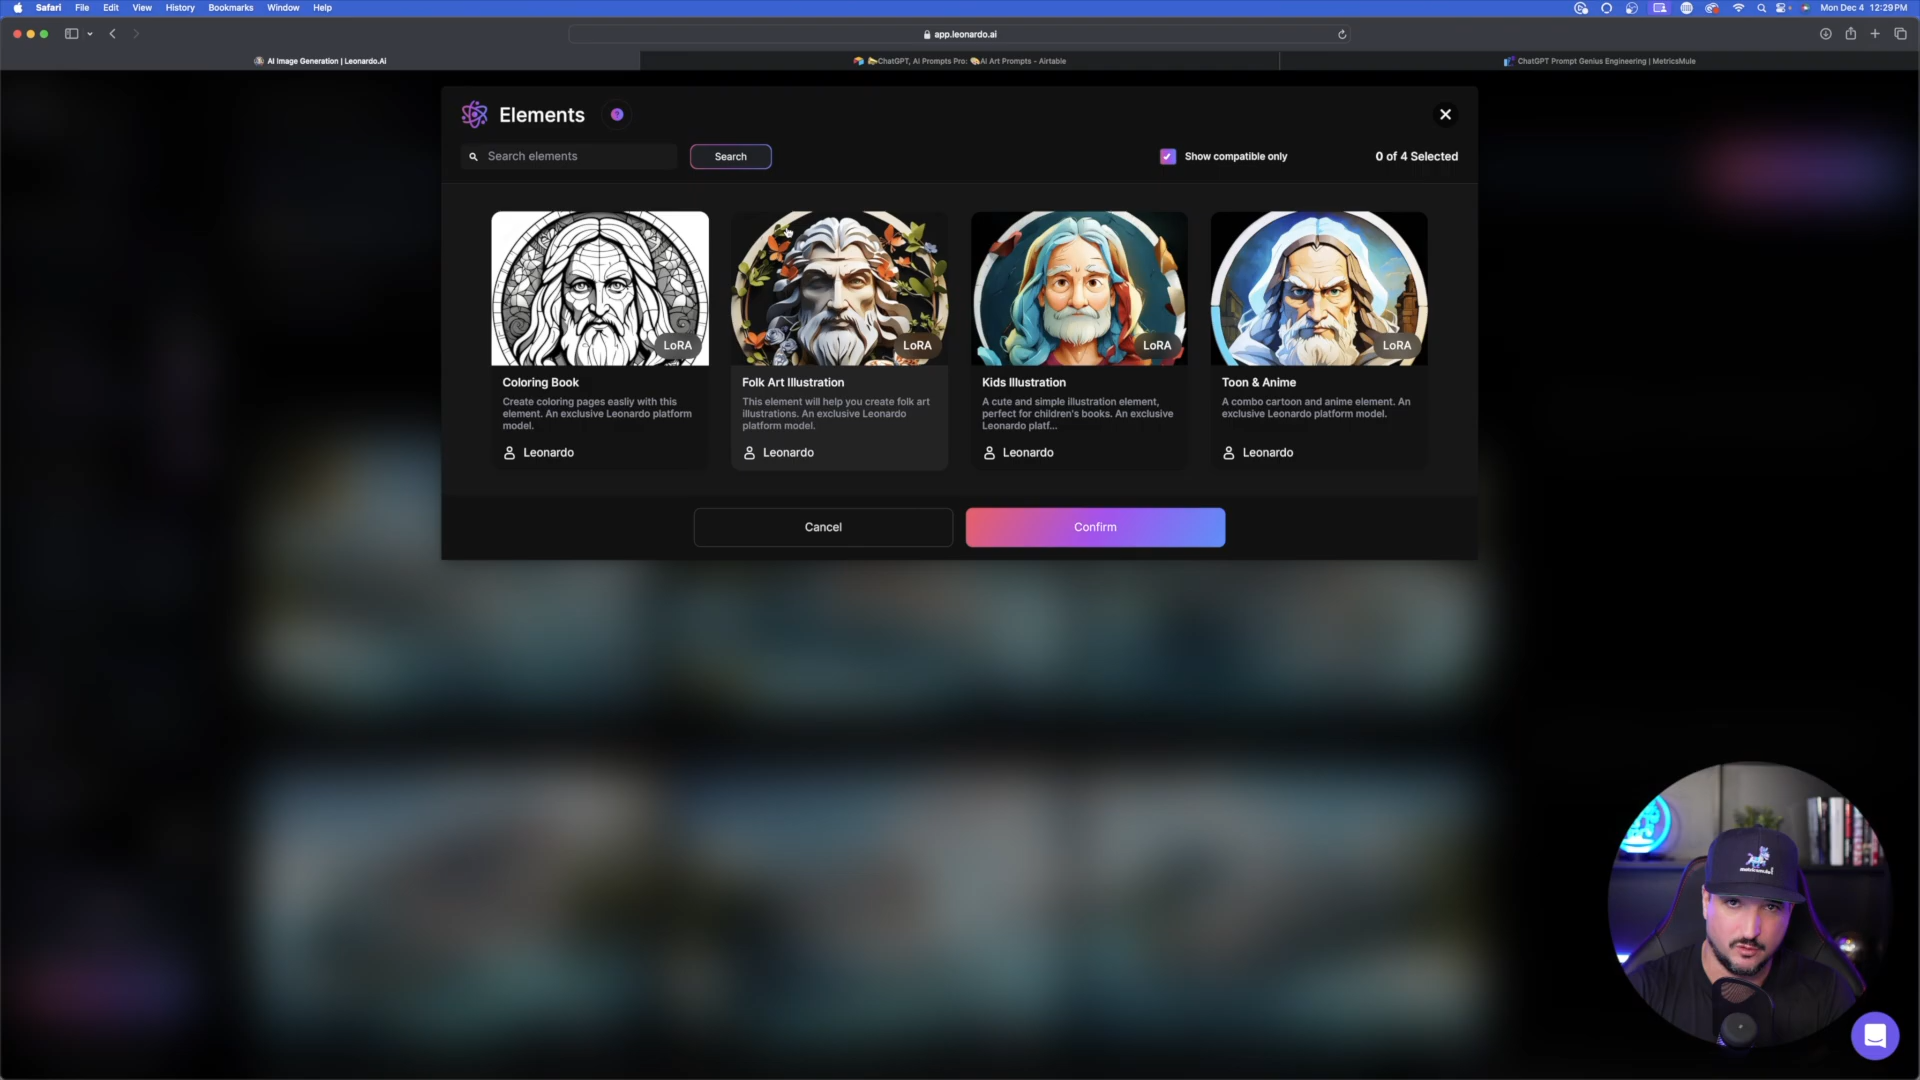 Safari File Edit View History Bookmarks Window Help
Mon Dec 4 12:29 PM
app.leonardo.ai
AI Image Generation | Leonardo.Ai
ChatGPT, AI Prompts Pro: AI Art Prompts - Airtable
ChatGPT Prompt Genius Engineering | MetricsMule
Elements ?
Search elements
Search
Show compatible only
0 of 4 Selected
LoRA
LoRA
LoRA
LoRA
Coloring Book
Create coloring pages easliy with this
element. An exclusive Leonardo platform
model.
Leonardo
Folk Art Illustration
This element will help you create folk art
illustrations. An exclusive Leonardo
platform model.
Leonardo
Kids Illustration
A cute and simple illustration element,
perfect for children's books. An exclusive
Leonardo platf...
Leonardo
Toon & Anime
A combo cartoon and anime element. An
exclusive Leonardo platform model.
Leonardo
Cancel
Confirm